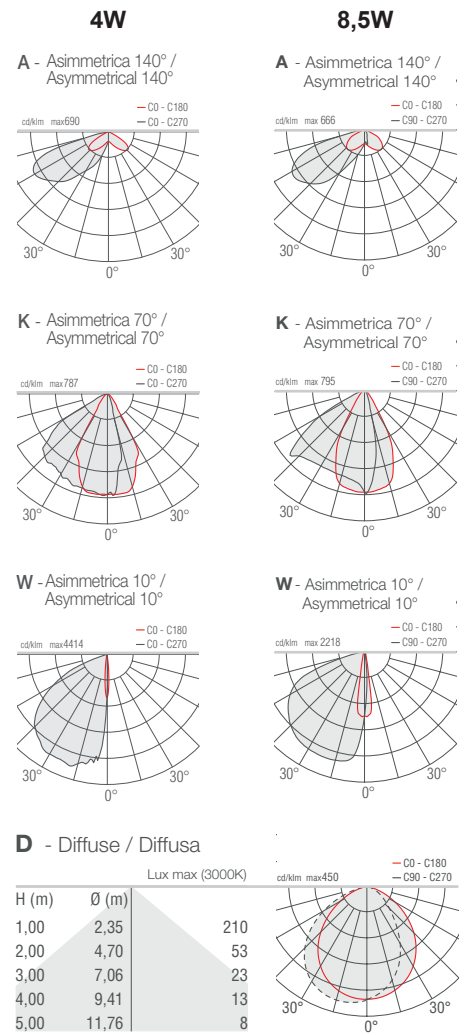 4W
8,5W
A - Asimmetrica 140° /
Asymmetrical 140°
A - Asimmetrica 140° /
Asymmetrical 140°
C0 - C180
cd/klm max690 C0 - C270
30° 30°
0°
C0 - C180
cd/klm max 666 C90 - C270
30° 30°
0°
K - Asimmetrica 70° /
Asymmetrical 70°
K - Asimmetrica 70° /
Asymmetrical 70°
C0 - C180
cd/klm max787 C0 - C270
30° 30°
0°
C0 - C180
cd/klm max 795 C90 - C270
30° 30°
0°
W - Asimmetrica 10° /
Asymmetrical 10°
W - Asimmetrica 10° /
Asymmetrical 10°
C0 - C180
cd/klm max4414 C0 - C270
30° 30°
0°
C0 - C180
cd/klm max 2218 C90 - C270
30° 30°
0°
D - Diffuse / Diffusa
Lux max (3000K)
H (m) Ø (m)
1,00 2,35 210
2,00 4,70 53
3,00 7,06 23
4,00 9,41 13
5,00 11,76 8
C0 - C180
cd/klm max450 C90 - C270
30° 30°
0°